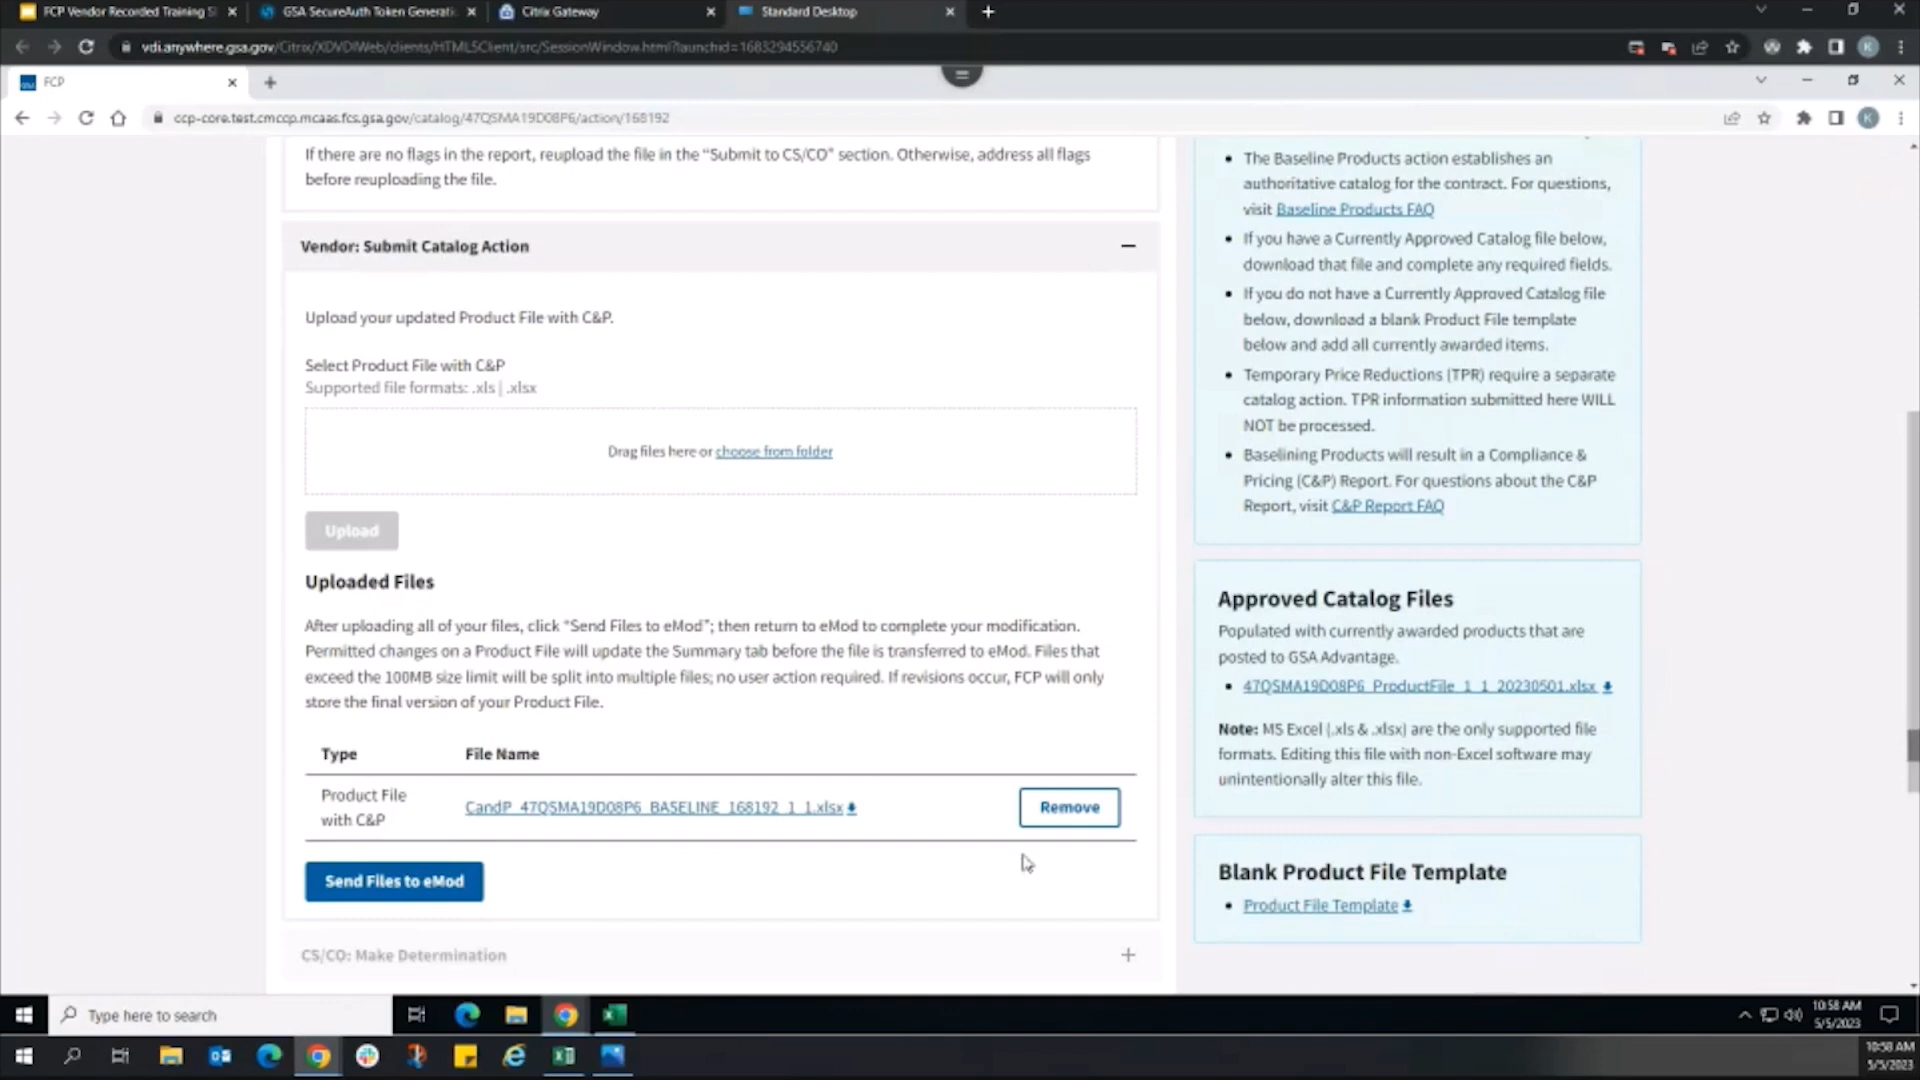 FCP Vendor Recorded Training S
GSA SecureAuth Token Generati
Citrix Gateway
Standard Desktop
vdi.anywhere.gsa.gov/Citrix/XDVDIWeb/clients/HTML5Client/src/SessionWindow.html?launchid=1683294556740
FCP
ccp-core.test.cmccp.mcaas.fcs.gsa.gov/catalog/47QSMA19D08P6/action/168192
If there are no flags in the report, reupload the file in the “Submit to CS/CO” section. Otherwise, address all flags
before reuploading the file.
Vendor: Submit Catalog Action
Upload your updated Product File with C&P.
Select Product File with C&P
Supported file formats: .xls | .xlsx
Drag files here or choose from folder
Upload
Uploaded Files
After uploading all of your files, click “Send Files to eMod”; then return to eMod to complete your modification.
Permitted changes on a Product File will update the Summary tab before the file is transferred to eMod. Files that
exceed the 100MB size limit will be split into multiple files; no user action required. If revisions occur, FCP will only
store the final version of your Product File.
Type File Name
Product File
with C&P
CandP_47QSMA19D08P6_BASELINE_168192_1_1.xlsx
Remove
Send Files to eMod
CS/CO: Make Determination
• The Baseline Products action establishes an
authoritative catalog for the contract. For questions,
visit Baseline Products FAQ
• If you have a Currently Approved Catalog file below,
download that file and complete any required fields.
• If you do not have a Currently Approved Catalog file
below, download a blank Product File template
below and add all currently awarded items.
• Temporary Price Reductions (TPR) require a separate
catalog action. TPR information submitted here WILL
NOT be processed.
• Baselining Products will result in a Compliance &
Pricing (C&P) Report. For questions about the C&P
Report, visit C&P Report FAQ
Approved Catalog Files
Populated with currently awarded products that are
posted to GSA Advantage.
• 47QSMA19D08P6_ProductFile_1_1_20230501.xlsx
Note: MS Excel (.xls & .xlsx) are the only supported file
formats. Editing this file with non-Excel software may
unintentionally alter this file.
Blank Product File Template
• Product File Template
Type here to search
10:58 AM
5/5/2023
10:58 AM
5/5/2023